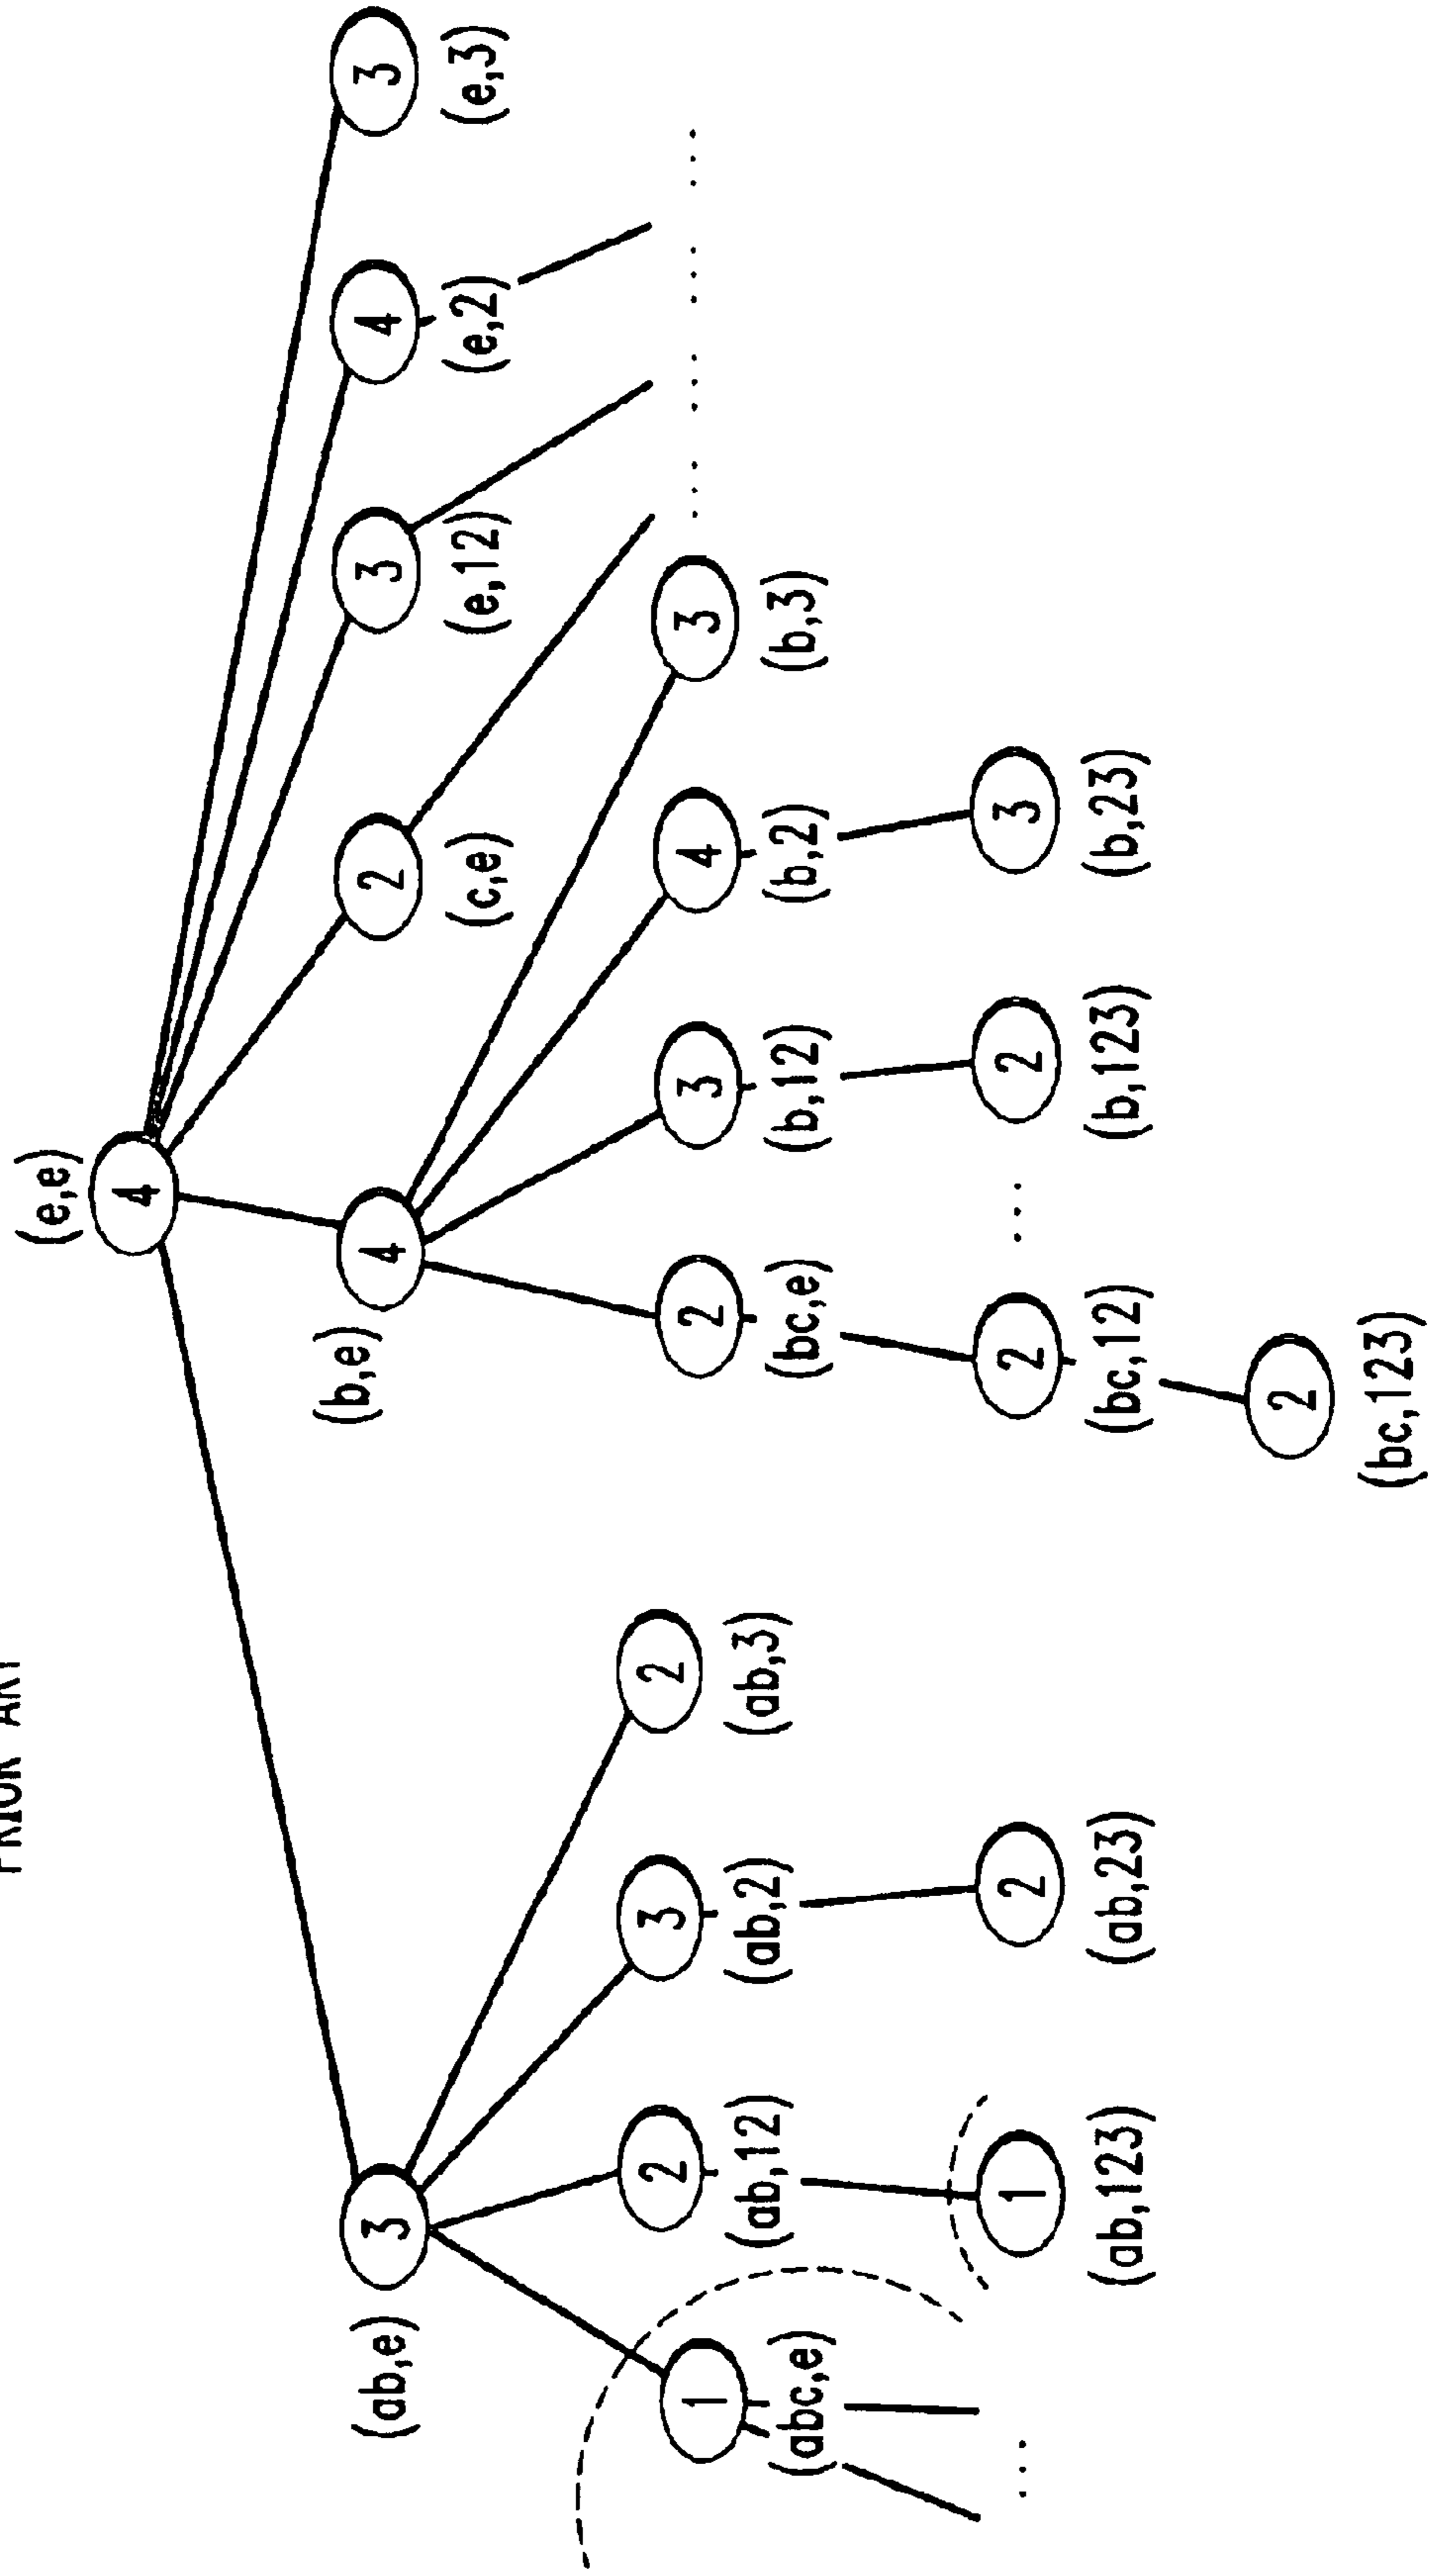 PRIOR ART
(e,e)
4
(ab,e)
3
(b,e)
4
2
(c,e)
3
(e,12)
4
(e,2)
3
(e,3)
1
(abc,e)
...
2
(ab,12)
3
(ab,2)
2
(ab,3)
2
(bc,e)
3
(b,12)
4
(b,2)
3
(b,3)
1
(ab,123)
2
(ab,23)
2
(bc,12)
...
2
(b,123)
3
(b,23)
2
(bc,123)